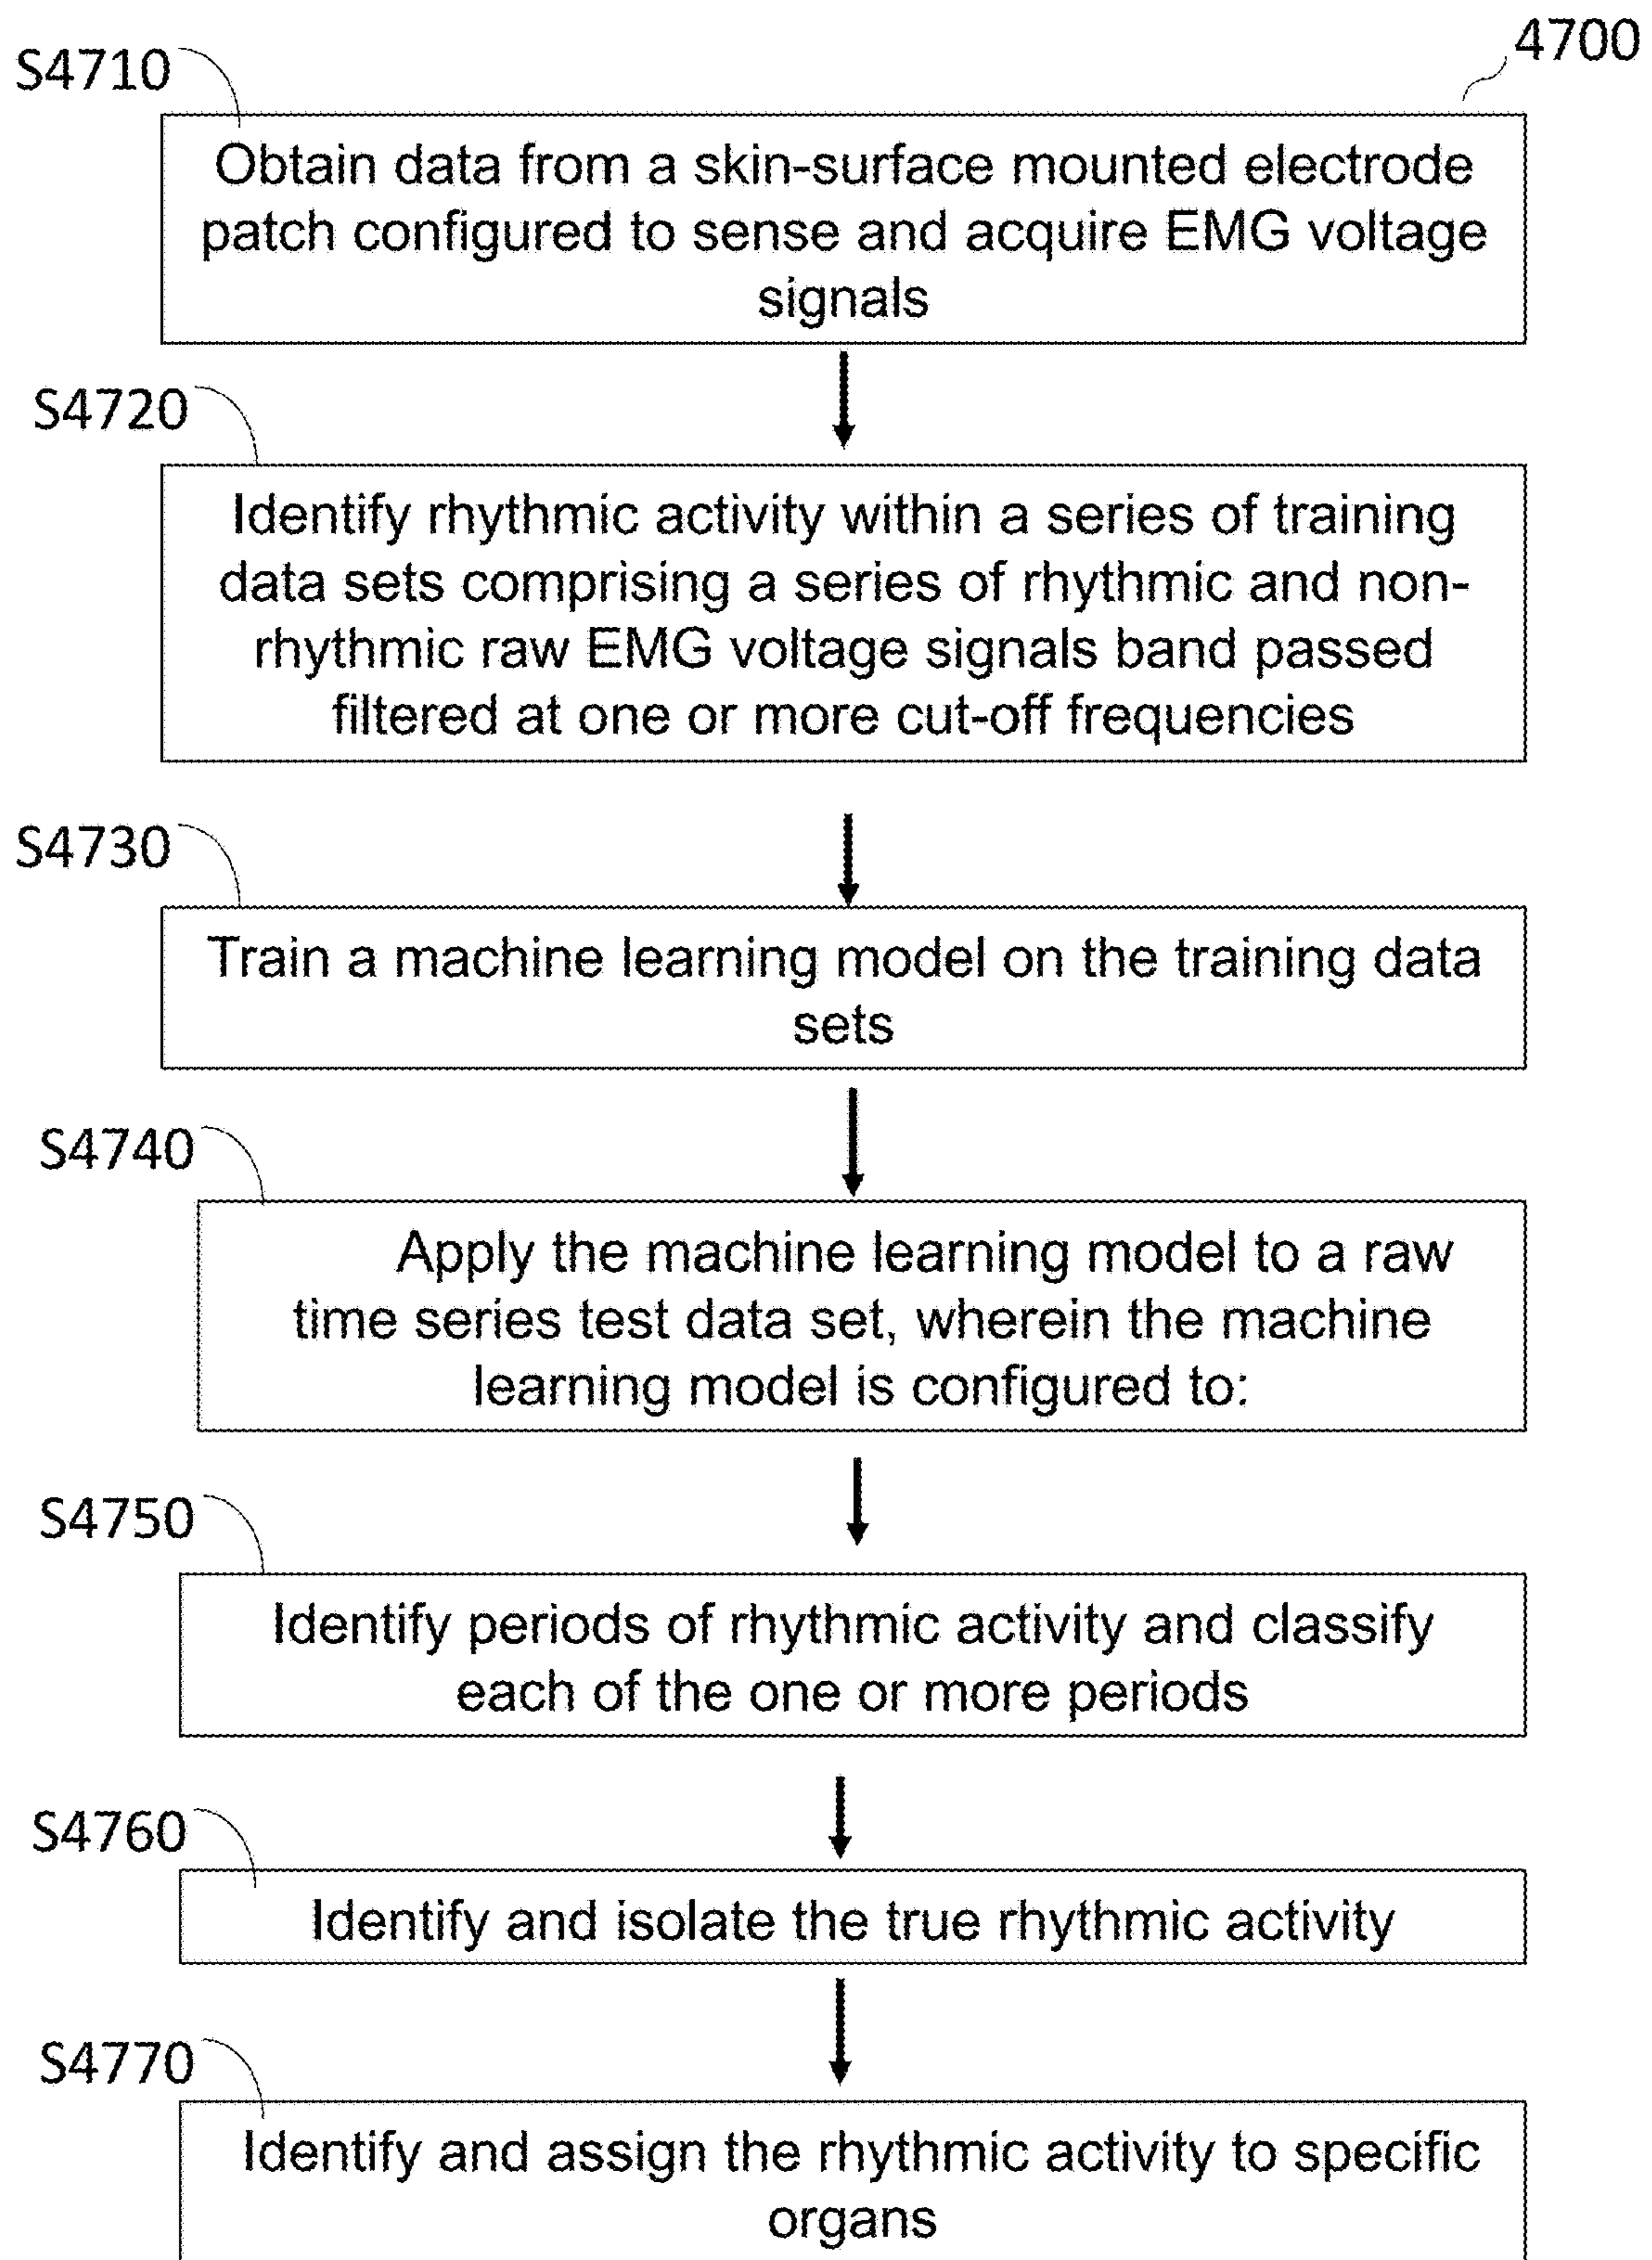 4700
S4710
Obtain data from a skin-surface mounted electrode
patch configured to sense and acquire EMG voltage
signals
S4720
Identify rhythmic activity within a series of training
data sets comprising a series of rhythmic and non-
rhythmic raw EMG voltage signals band passed
filtered at one or more cut-off frequencies
S4730
Train a machine learning model on the training data
sets
S4740
Apply the machine learning model to a raw
time series test data set, wherein the machine
learning model is configured to:
S4750
Identify periods of rhythmic activity and classify
each of the one or more periods
S4760
Identify and isolate the true rhythmic activity
S4770
Identify and assign the rhythmic activity to specific
organs